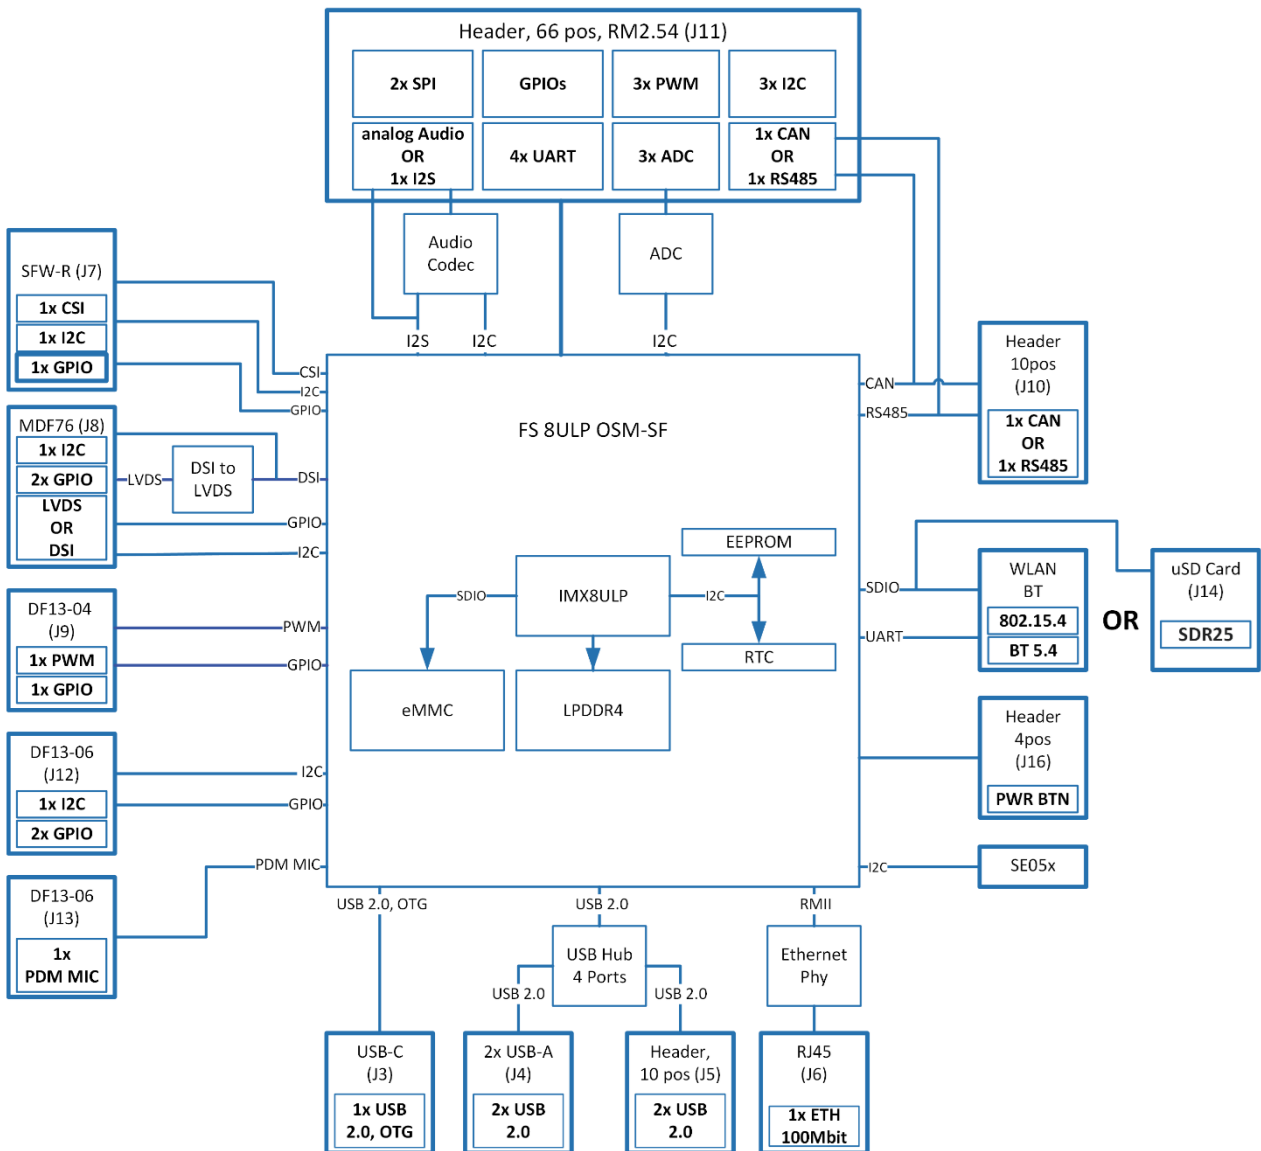 Header, 66 pos, RM2.54 (J11)
2x SPI
GPIOs
3x PWM
3x I2C
analog Audio
OR
1x I2S
4x UART
3x ADC
1x CAN
OR
1x RS485
Audio
Codec
ADC
I2S
I2C
I2C
SFW-R (J7)
1x CSI
1x I2C
1x GPIO
CSI
I2C
GPIO
MDF76 (J8)
1x I2C
2x GPIO
LVDS
OR
DSI
LVDS
DSI to
LVDS
DSI
GPIO
I2C
DF13-04
(J9)
1x PWM
1x GPIO
PWM
GPIO
DF13-06
(J12)
1x I2C
2x GPIO
I2C
GPIO
DF13-06
(J13)
1x
PDM MIC
PDM MIC
FS 8ULP OSM-SF
EEPROM
SDIO
IMX8ULP
I2C
RTC
eMMC
LPDDR4
CAN
RS485
Header
10pos
(J10)
1x CAN
OR
1x RS485
SDIO
UART
WLAN
BT
802.15.4
BT 5.4
OR
uSD Card
(J14)
SDR25
Header
4pos
(J16)
PWR BTN
I2C
SE05x
USB 2.0, OTG
USB 2.0
RMII
USB Hub
4 Ports
Ethernet
Phy
USB 2.0
USB 2.0
USB-C
(J3)
1x USB
2.0, OTG
2x USB-A
(J4)
2x USB
2.0
Header,
10 pos (J5)
2x USB
2.0
RJ45
(J6)
1x ETH
100Mbit